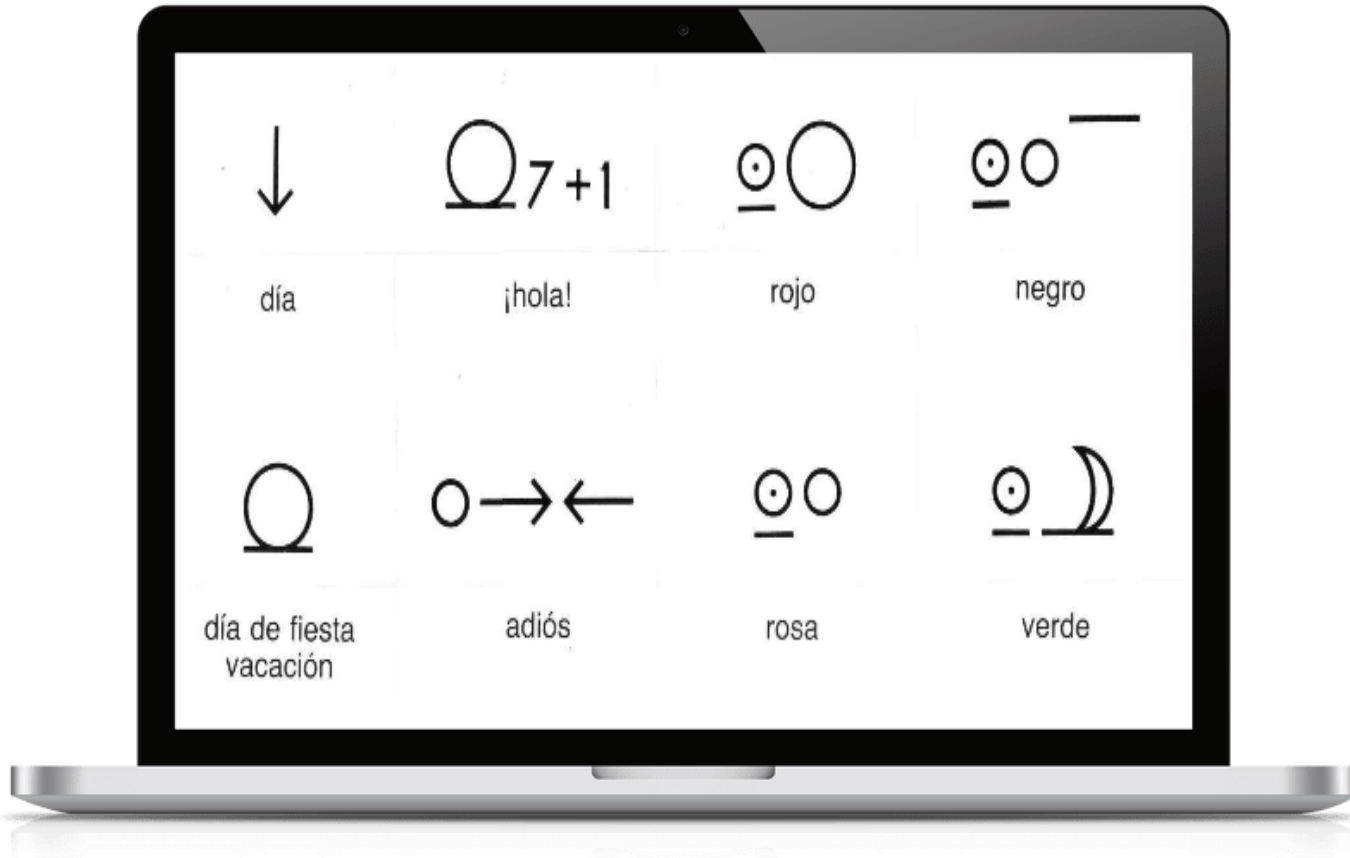 7+1
día
¡hola!
rojo
negro
día de fiesta
vacación
adiós
rosa
verde